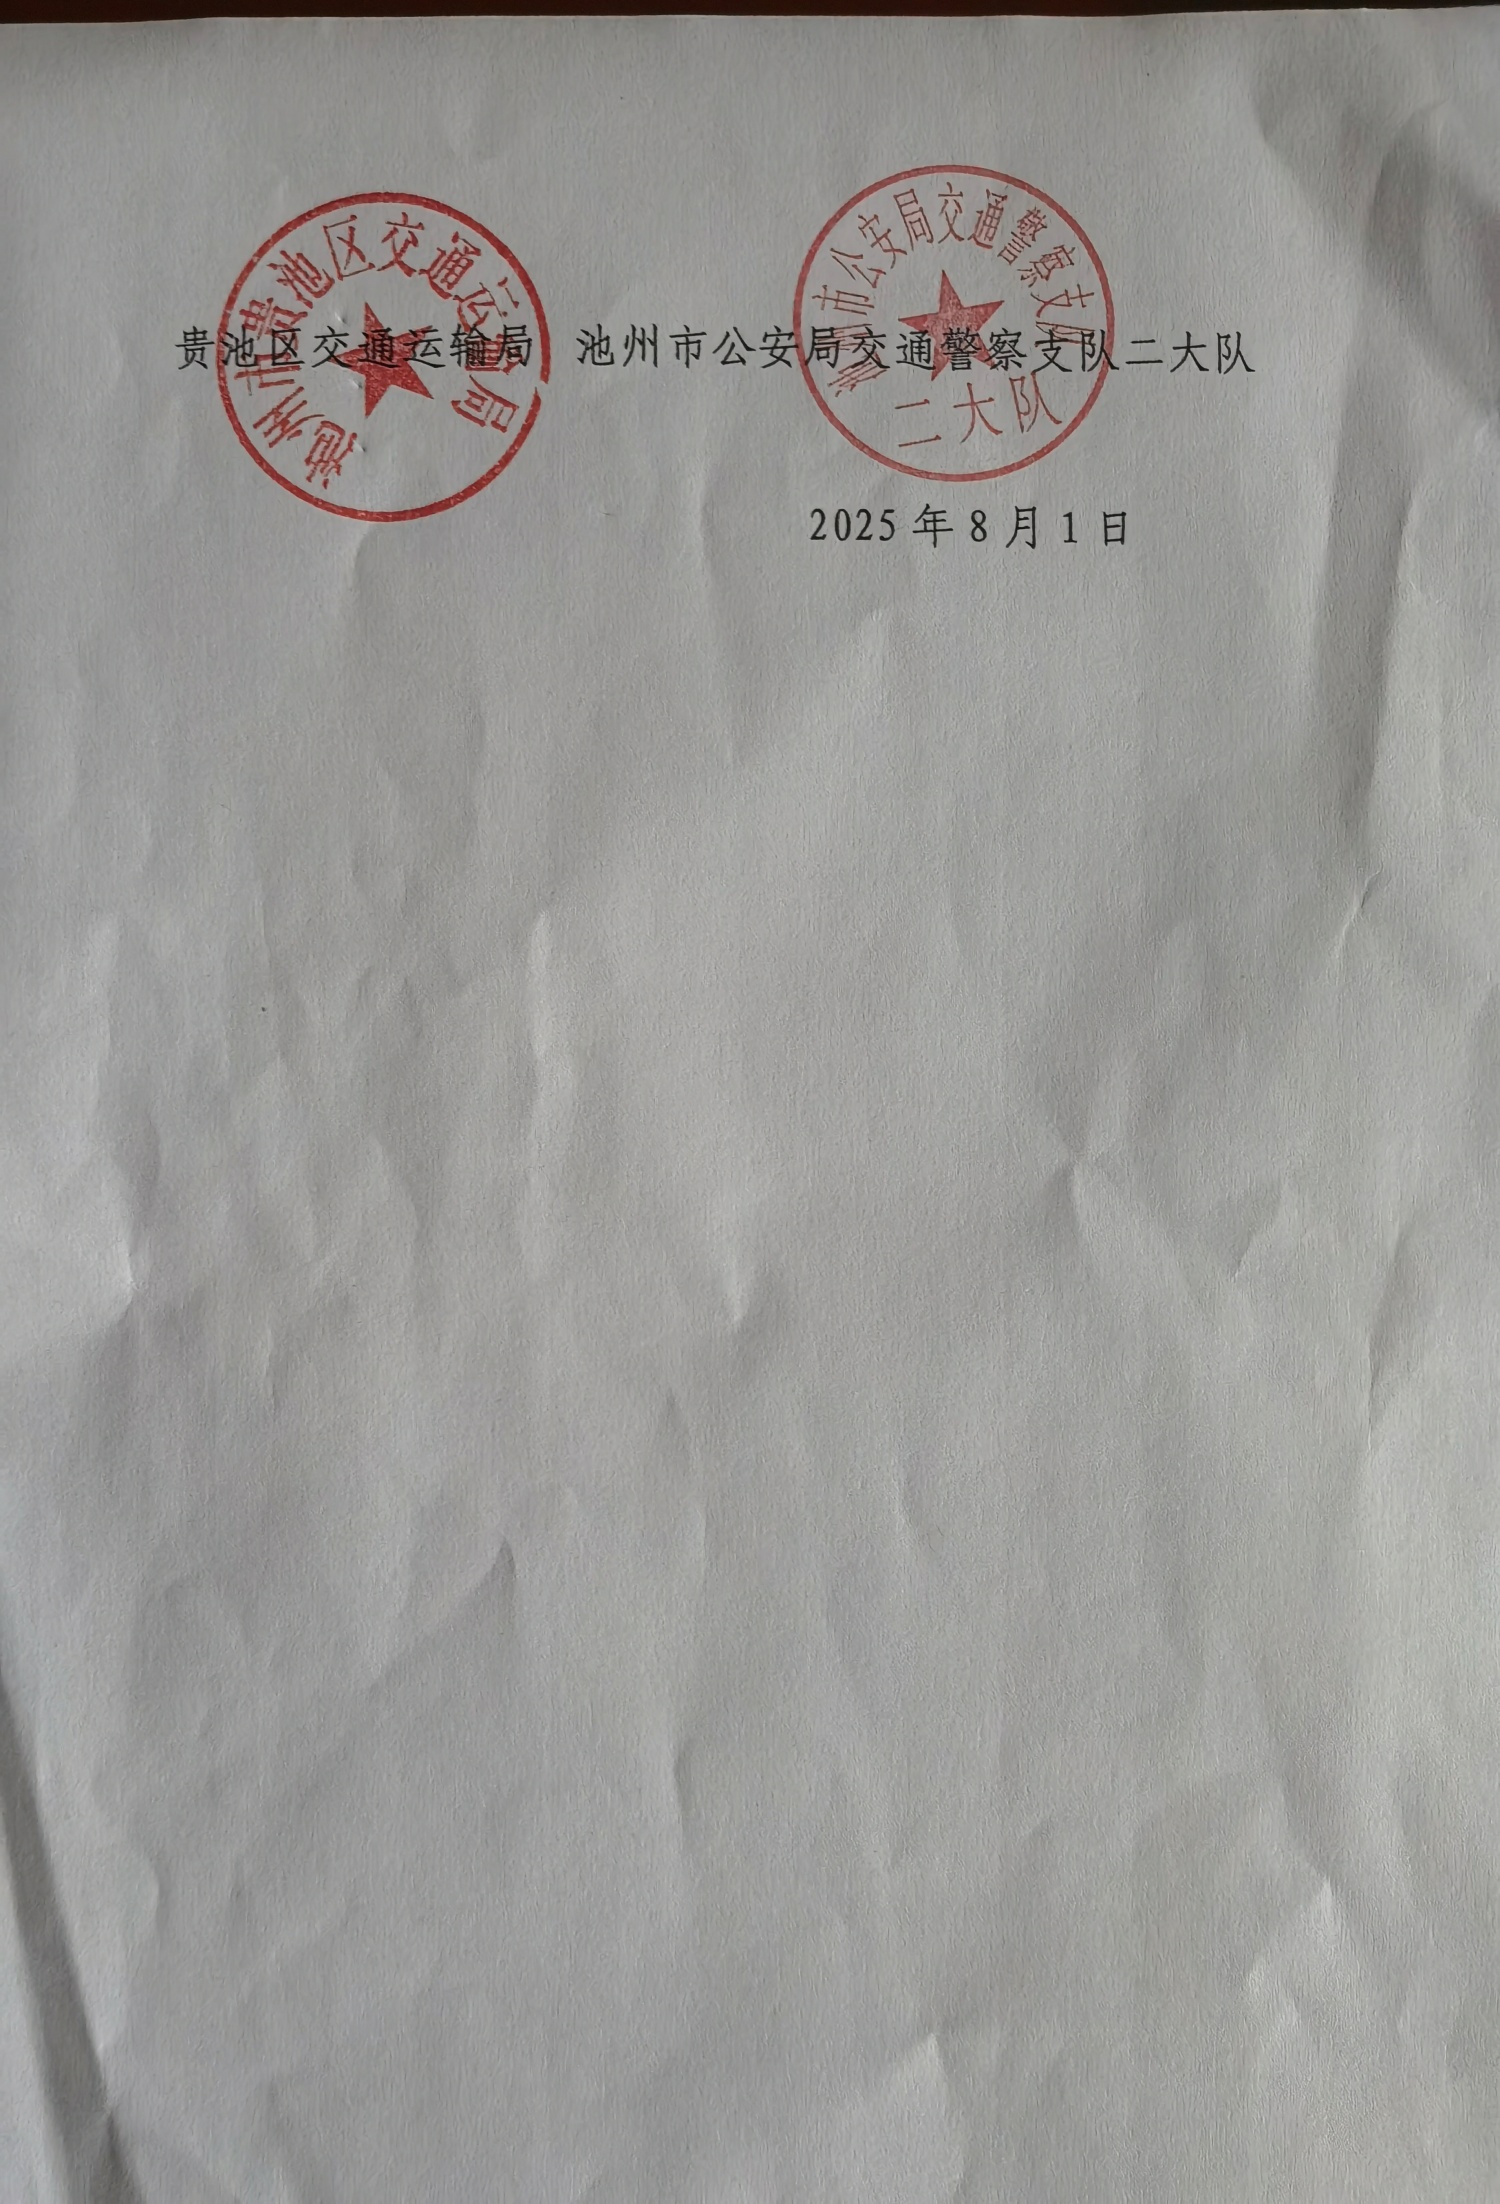 池州市贵池区交通运输局
池州市公安局交通警察支队
二大队
贵池区交通运输局 池州市公安局交通警察支队二大队
2025年8月1日